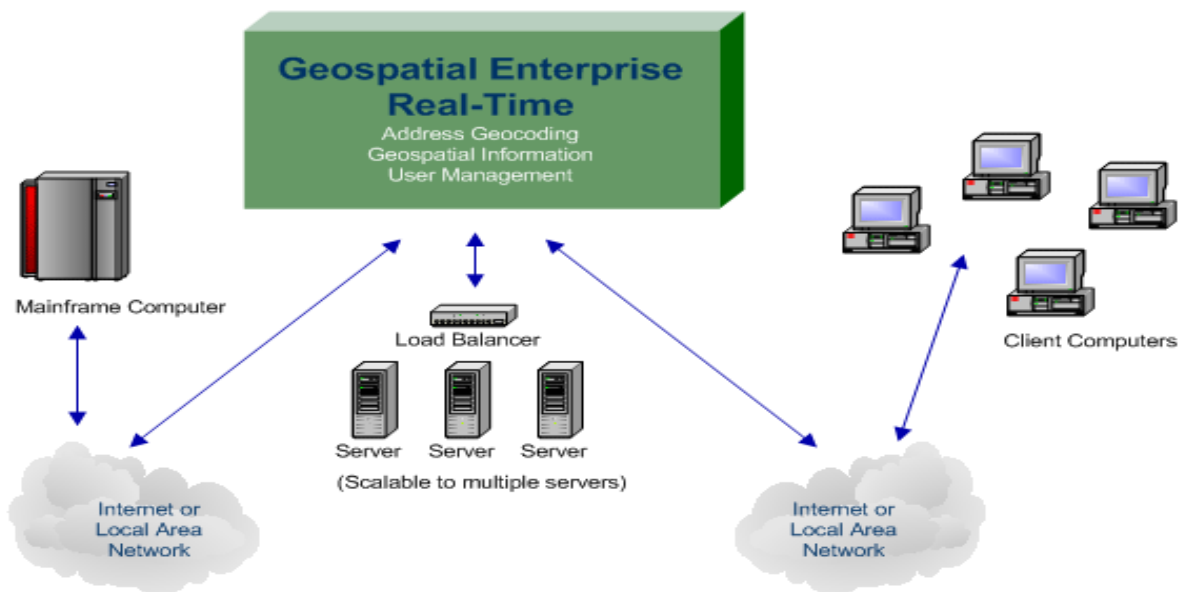 Geospatial Enterprise
Real-Time
Address Geocoding
Geospatial Information
User Management
Mainframe Computer
Load Balancer
Client Computers
Server
Server
Server
(Scalable to multiple servers)
Internet or
Local Area
Network
Internet or
Local Area
Network